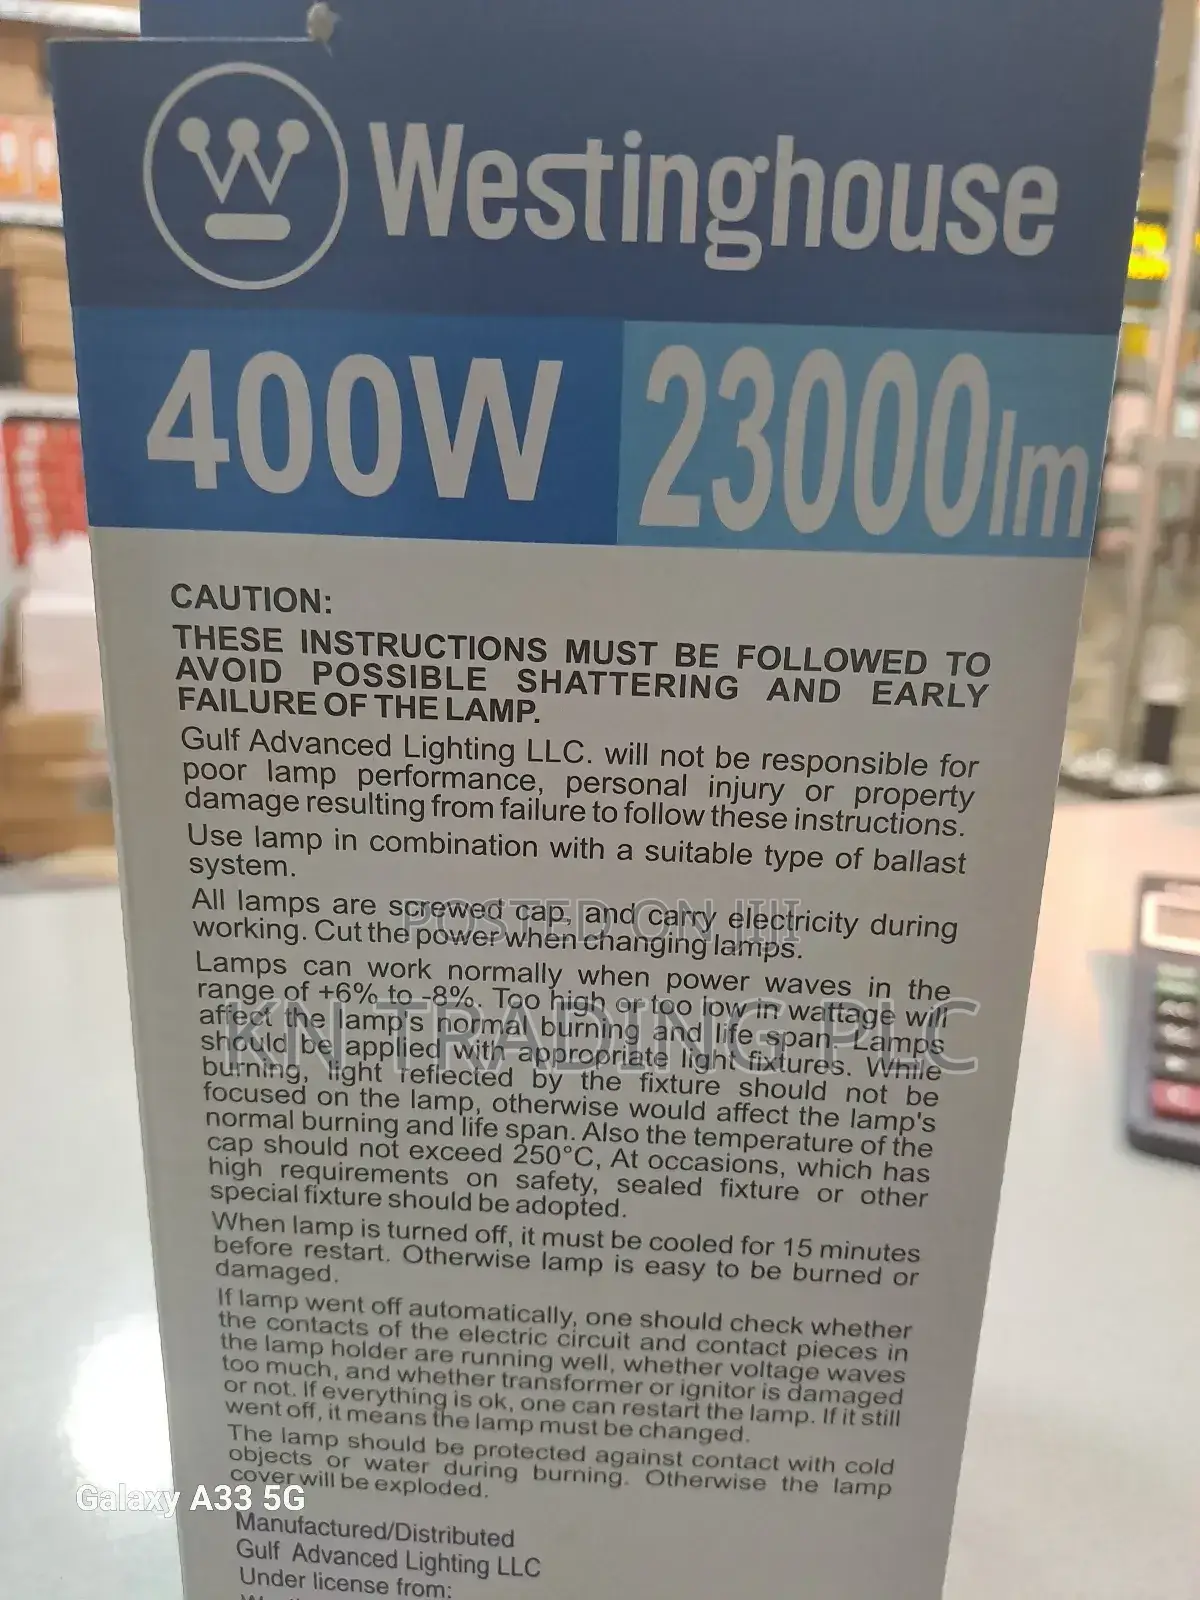 Westinghouse
400W 23000lm
CAUTION:
THESE INSTRUCTIONS MUST BE FOLLOWED TO
AVOID POSSIBLE SHATTERING AND EARLY
FAILURE OF THE LAMP.
Gulf Advanced Lighting LLC. will not be responsible for
poor lamp performance, personal injury or property
damage resulting from failure to follow these instructions.
Use lamp in combination with a suitable type of ballast
system.
All lamps are screwed cap, and carry electricity during
working. Cut the power when changing lamps.
Lamps can work normally when power waves in the
range of +6% to -8%. Too high or too low in wattage will
affect the lamp's normal burning and life span. Lamps
should be applied with appropriate light fixtures. While
burning, light reflected by the fixture should not be
focused on the lamp, otherwise would affect the lamp's
normal burning and life span. Also the temperature of the
cap should not exceed 250°C, At occasions, which has
high requirements on safety, sealed fixture or other
special fixture should be adopted.
When lamp is turned off, it must be cooled for 15 minutes
before restart. Otherwise lamp is easy to be burned or
damaged.
If lamp went off automatically, one should check whether
the contacts of the electric circuit and contact pieces in
the lamp holder are running well, whether voltage waves
too much, and whether transformer or ignitor is damaged
or not. If everything is ok, one can restart the lamp. If it still
went off, it means the lamp must be changed.
The lamp should be protected against contact with cold
objects or water during burning. Otherwise the lamp
cover will be exploded.
Manufactured/Distributed
Gulf Advanced Lighting LLC
Under license from:
POSTED ON IIII
KN TRADING PLC
Galaxy A33 5G